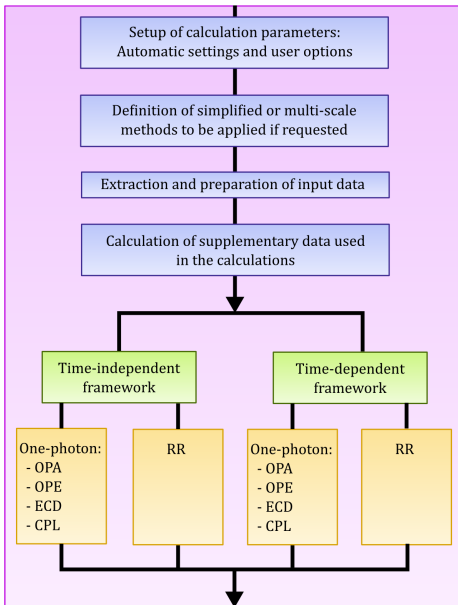 Setup of calculation parameters:
Automatic settings and user options
Definition of simplified or multi-scale
methods to be applied if requested
Extraction and preparation of input data
Calculation of supplementary data used
in the calculations
Time-independent
framework
Time-dependent
framework
One-photon:
- OPA
- OPE
- ECD
- CPL
RR
One-photon:
- OPA
- OPE
- ECD
- CPL
RR